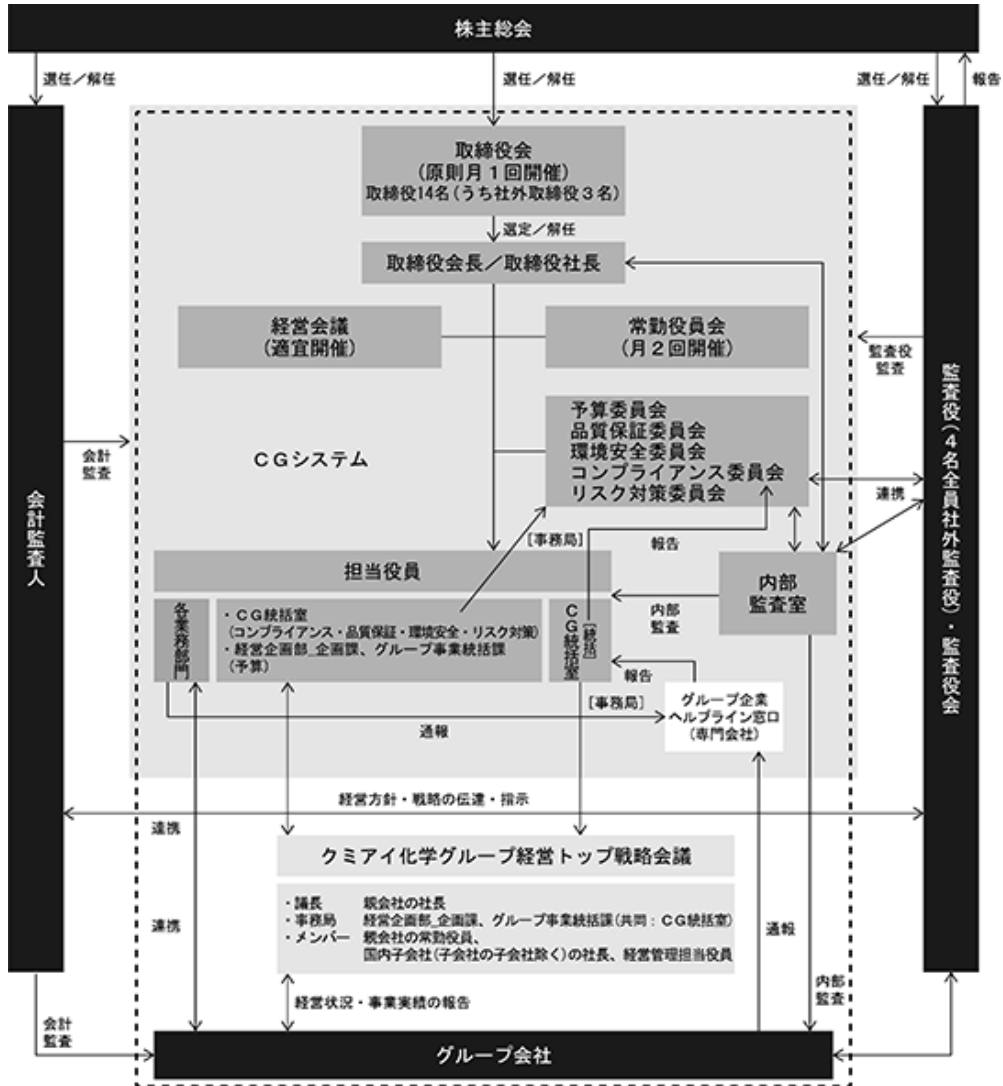 株主総会
選任／解任
選任／解任
選任／解任
報告
取締役会
(原則月１回開催)
取締役14名(うち社外取締役３名)
選定／解任
取締役会長／取締役社長
経営会議
(適宜開催)
常勤役員会
(月２回開催)
監査役
監査
予算委員会
品質保証委員会
環境安全委員会
コンプライアンス委員会
リスク対策委員会
ＣＧシステム
会計
監査
連携
会計監査人
監査役(４名全員社外監査役)・監査役会
[事務局]
報告
担当役員
内部
監査室
内部
監査
各業務部門
・ＣＧ統括室
(コンプライアンス・品質保証・環境安全・リスク対策)
・経営企画部_企画課、グループ事業統括課
(予算)
ＣＧ統括室
[統括]
報告
[事務局]
通報
グループ企業
ヘルプライン窓口
(専門会社)
経営方針・戦略の伝達・指示
連携
クミアイ化学グループ経営トップ戦略会議
・議長　親会社の社長
・事務局　経営企画部_企画課、グループ事業統括課(共同：ＣＧ統括室)
・メンバー　親会社の常勤役員、
国内子会社(子会社の子会社除く)の社長、経営管理担当役員
連携
通報
経営状況・事業実績の報告
内部
監査
会計
監査
グループ会社